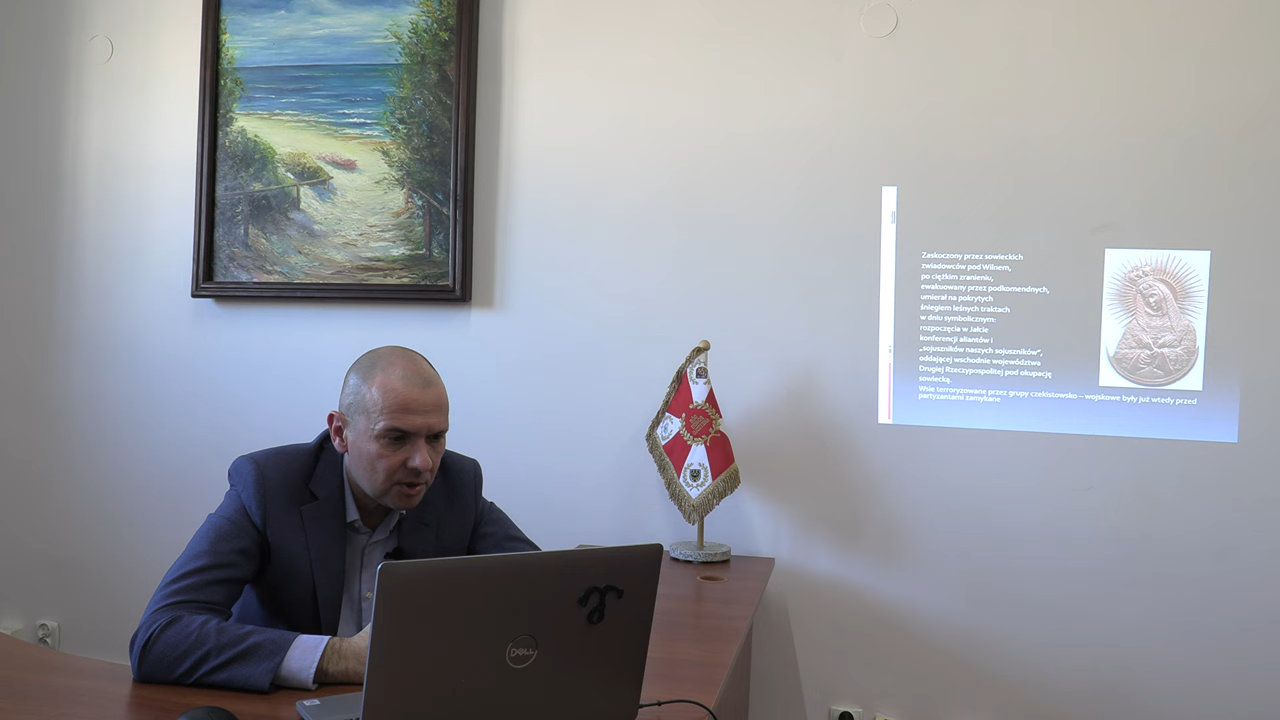 Zaskoczony przez sowieckich
zwiadowców pod Wilnem,
po ciężkim zranieniu,
ewakuowany przez podkomendnych,
umierał na pokrytych
śniegiem leśnych traktach
w dniu symbolicznym:
rozpoczęcia w Jałcie
konferencji aliantów i
„sojuszników naszych sojuszników”,
oddającej wschodnie województwa
Drugiej Rzeczypospolitej pod okupację
sowiecką.
Wsie terroryzowane przez grupy czekistowsko – wojskowe były już wtedy przed
partyzantami zamykane
DELL